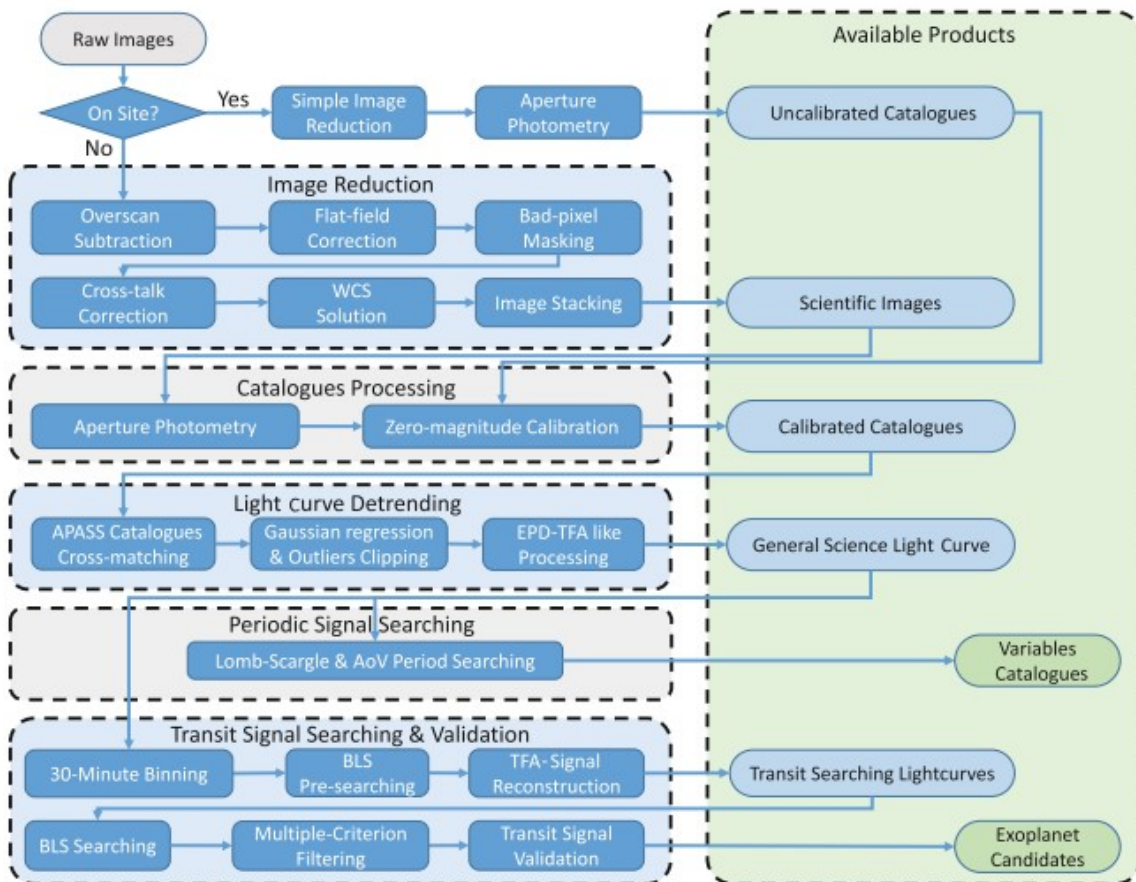 Raw Images
Available Products
On Site?
Yes
No
Simple Image
Reduction
Aperture
Photometry
Uncalibrated Catalogues
Image Reduction
Overscan
Subtraction
Flat-field
Correction
Bad-pixel
Masking
Cross-talk
Correction
WCS
Solution
Image Stacking
Scientific Images
Catalogues Processing
Aperture Photometry
Zero-magnitude Calibration
Calibrated Catalogues
Light Curve Detrending
APASS Catalogues
Cross-matching
Gaussian regression
& Outliers Clipping
EPD-TFA like
Processing
General Science Light Curve
Periodic Signal Searching
Lomb-Scargle & AoV Period Searching
Variables
Catalogues
Transit Signal Searching & Validation
30-Minute Binning
BLS
Pre-searching
TFA-Signal
Reconstruction
Transit Searching Lightcurves
BLS Searching
Multiple-Criterion
Filtering
Transit Signal
Validation
Exoplanet
Candidates